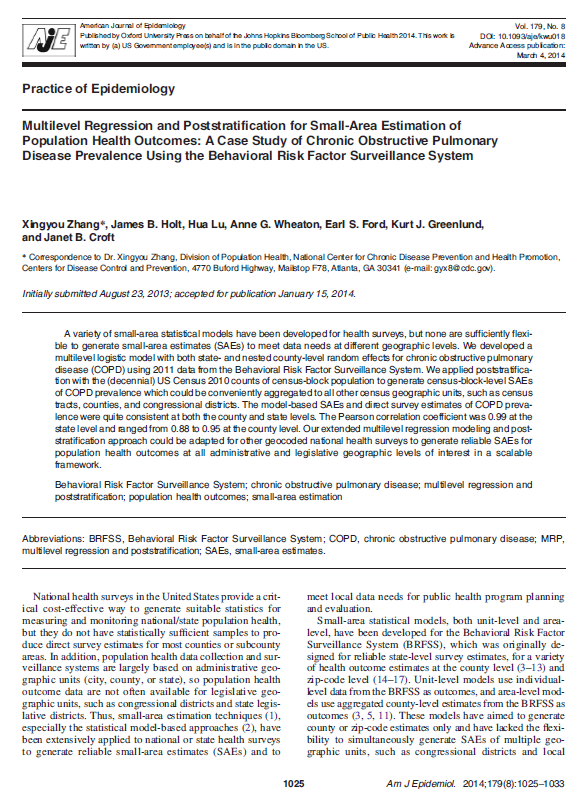 AJE
American Journal of Epidemiology
Published by Oxford University Press on behalf of the Johns Hopkins Bloomberg School of Public Health 2014. This work is
written by (a) US Government employee(s) and is in the public domain in the US.
Vol. 179, No. 8
DOI: 10.1093/aje/kwu018
Advance Access publication:
March 4, 2014
Practice of Epidemiology
Multilevel Regression and Poststratification for Small-Area Estimation of
Population Health Outcomes: A Case Study of Chronic Obstructive Pulmonary
Disease Prevalence Using the Behavioral Risk Factor Surveillance System
Xingyou Zhang*, James B. Holt, Hua Lu, Anne G. Wheaton, Earl S. Ford, Kurt J. Greenlund,
and Janet B. Croft
* Correspondence to Dr. Xingyou Zhang, Division of Population Health, National Center for Chronic Disease Prevention and Health Promotion,
Centers for Disease Control and Prevention, 4770 Buford Highway, Mailstop F78, Atlanta, GA 30341 (e-mail: gyx8@cdc.gov).
Initially submitted August 23, 2013; accepted for publication January 15, 2014.
A variety of small-area statistical models have been developed for health surveys, but none are sufficiently flexi-
ble to generate small-area estimates (SAEs) to meet data needs at different geographic levels. We developed a
multilevel logistic model with both state- and nested county-level random effects for chronic obstructive pulmonary
disease (COPD) using 2011 data from the Behavioral Risk Factor Surveillance System. We applied poststratifica-
tion with the (decennial) US Census 2010 counts of census-block population to generate census-block-level SAEs
of COPD prevalence which could be conveniently aggregated to all other census geographic units, such as census
tracts, counties, and congressional districts. The model-based SAEs and direct survey estimates of COPD preva-
lence were quite consistent at both the county and state levels. The Pearson correlation coefficient was 0.99 at the
state level and ranged from 0.88 to 0.95 at the county level. Our extended multilevel regression modeling and post-
stratification approach could be adapted for other geocoded national health surveys to generate reliable SAEs for
population health outcomes at all administrative and legislative geographic levels of interest in a scalable
framework.
Behavioral Risk Factor Surveillance System; chronic obstructive pulmonary disease; multilevel regression and
poststratification; population health outcomes; small-area estimation
Abbreviations: BRFSS, Behavioral Risk Factor Surveillance System; COPD, chronic obstructive pulmonary disease; MRP,
multilevel regression and poststratification; SAEs, small-area estimates.
National health surveys in the United States provide a crit-
ical cost-effective way to generate suitable statistics for
measuring and monitoring national/state population health,
but they do not have statistically sufficient samples to pro-
duce direct survey estimates for most counties or subcounty
areas. In addition, population health data collection and sur-
veillance systems are largely based on administrative geo-
graphic units (city, county, or state), so population health
outcome data are not often available for legislative geo-
graphic units, such as congressional districts and state legis-
lative districts. Thus, small-area estimation techniques (1),
especially the statistical model-based approaches (2), have
been extensively applied to national or state health surveys
to generate reliable small-area estimates (SAEs) and to
meet local data needs for public health program planning
and evaluation.
Small-area statistical models, both unit-level and area-
level, have been developed for the Behavioral Risk Factor
Surveillance System (BRFSS), which was originally de-
signed for reliable state-level survey estimates, for a variety
of health outcome estimates at the county level (3–13) and
zip-code level (14–17). Unit-level models use individual-
level data from the BRFSS as outcomes, and area-level mod-
els use aggregated county-level estimates from the BRFSS as
outcomes (3, 5, 11). These models have aimed to generate
county or zip-code estimates only and have lacked the flexi-
bility to simultaneously generate SAEs of multiple geo-
graphic units, such as congressional districts and local
1025
Am J Epidemiol. 2014;179(8):1025–1033